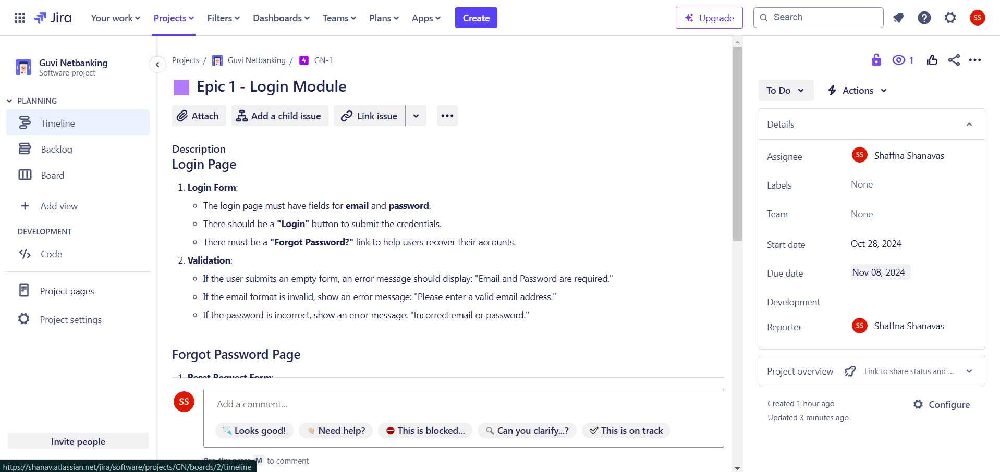 Jira
Your work
Projects
Filters
Dashboards
Teams
Plans
Apps
Create
Upgrade
Search
SS
Guvi Netbanking
Software project
PLANNING
Timeline
Backlog
Board
Add view
DEVELOPMENT
Code
Project pages
Project settings
Invite people
https://shanav.atlassian.net/jira/software/projects/GN/boards/2/timeline
Projects / Guvi Netbanking / GN-1
Epic 1 - Login Module
Attach
Add a child issue
Link issue
Description
Login Page
1. Login Form:
The login page must have fields for email and password.
There should be a "Login" button to submit the credentials.
There must be a "Forgot Password?" link to help users recover their accounts.
2. Validation:
If the user submits an empty form, an error message should display: "Email and Password are required."
If the email format is invalid, show an error message: "Please enter a valid email address."
If the password is incorrect, show an error message: "Incorrect email or password."
Forgot Password Page
1. Reset Request Form:
SS
Add a comment...
Looks good!
Need help?
This is blocked...
Can you clarify...?
This is on track
Pro tip: press M to comment
1
To Do
Actions
Details
Assignee
SS Shaffna Shanavas
Labels
None
Team
None
Start date
Oct 28, 2024
Due date
Nov 08, 2024
Development
Reporter
SS Shaffna Shanavas
Project overview
Link to share status and ...
Created 1 hour ago
Updated 3 minutes ago
Configure